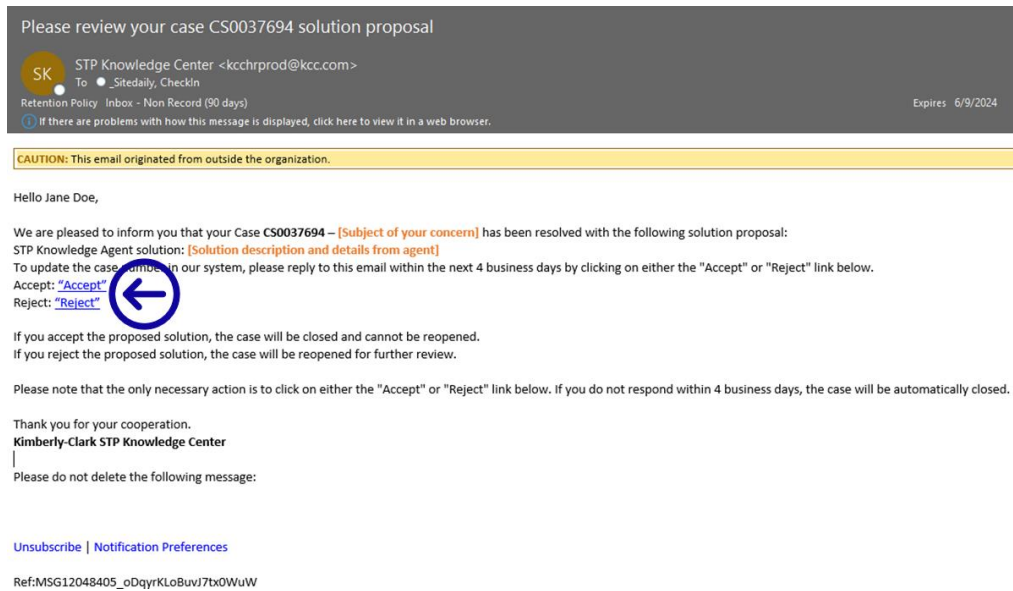 Please review your case CS0037694 solution proposal
SK
STP Knowledge Center <kcchrprod@kcc.com>
To _Sitedaily, CheckIn
Retention Policy Inbox - Non Record (90 days) Expires 6/9/2024
If there are problems with how this message is displayed, click here to view it in a web browser.
CAUTION: This email originated from outside the organization.
Hello Jane Doe,
We are pleased to inform you that your Case CS0037694 – [Subject of your concern] has been resolved with the following solution proposal:
STP Knowledge Agent solution: [Solution description and details from agent]
To update the case number in our system, please reply to this email within the next 4 business days by clicking on either the "Accept" or "Reject" link below.
Accept: “Accept”
Reject: “Reject”
If you accept the proposed solution, the case will be closed and cannot be reopened.
If you reject the proposed solution, the case will be reopened for further review.
Please note that the only necessary action is to click on either the "Accept" or "Reject" link below. If you do not respond within 4 business days, the case will be automatically closed.
Thank you for your cooperation.
Kimberly-Clark STP Knowledge Center
Please do not delete the following message:
Unsubscribe | Notification Preferences
Ref:MSG12048405_oDqyrKLoBuvJ7tx0WuW